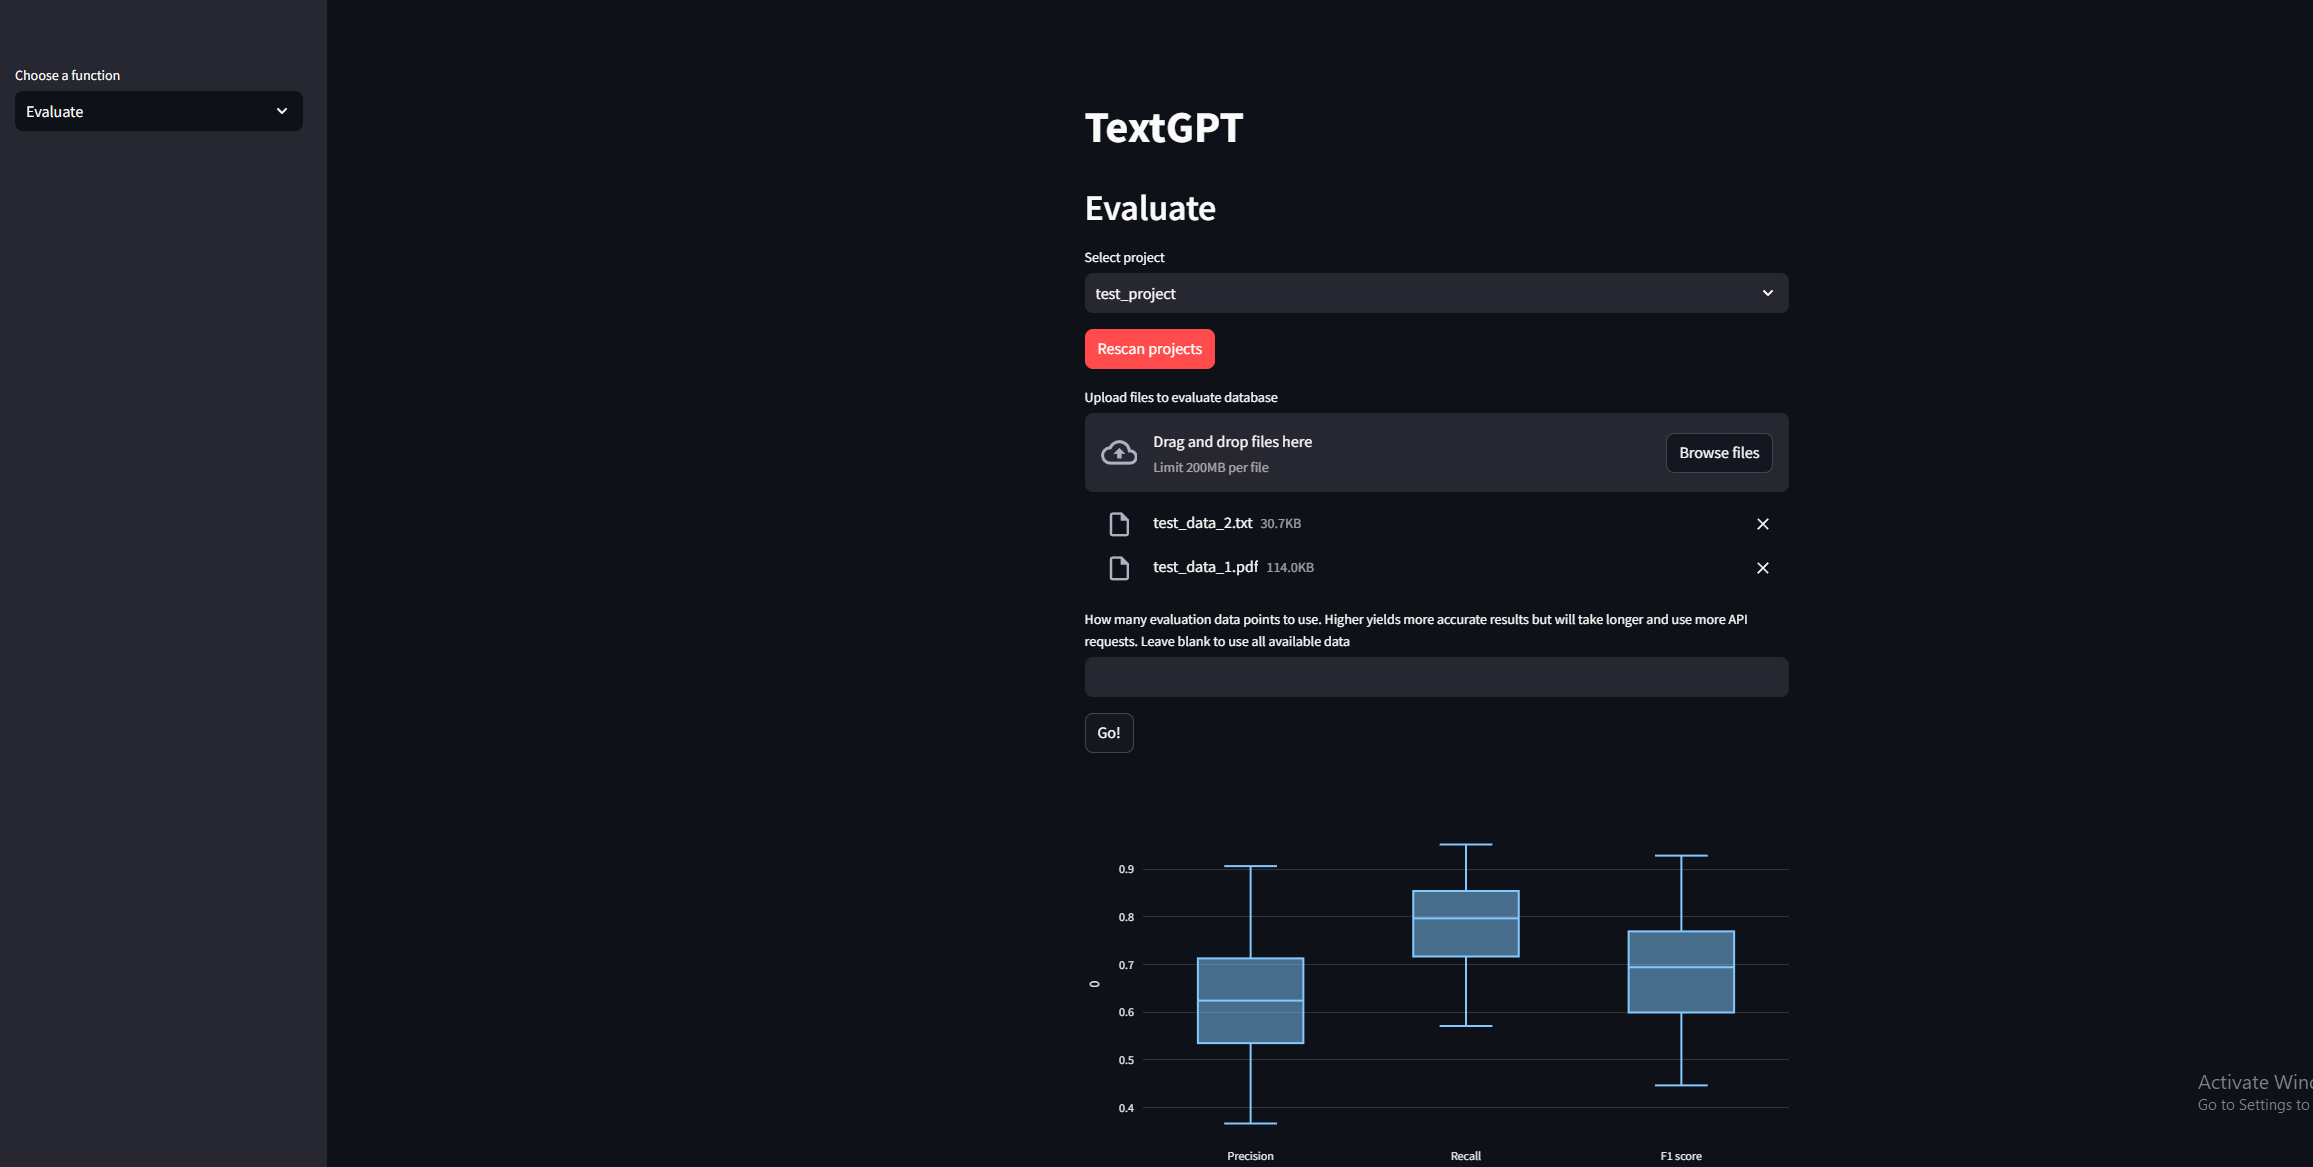 Choose a function
Evaluate
TextGPT
Evaluate
Select project
test_project
Rescan projects
Upload files to evaluate database
Drag and drop files here
Limit 200MB per file
Browse files
test_data_2.txt 30.7KB
test_data_1.pdf 114.0KB
How many evaluation data points to use. Higher yields more accurate results but will take longer and use more API
requests. Leave blank to use all available data
Go!
0.9
0.8
0.7
0
0.6
0.5
0.4
Precision Recall F1 score
Activate Wind
Go to Settings to